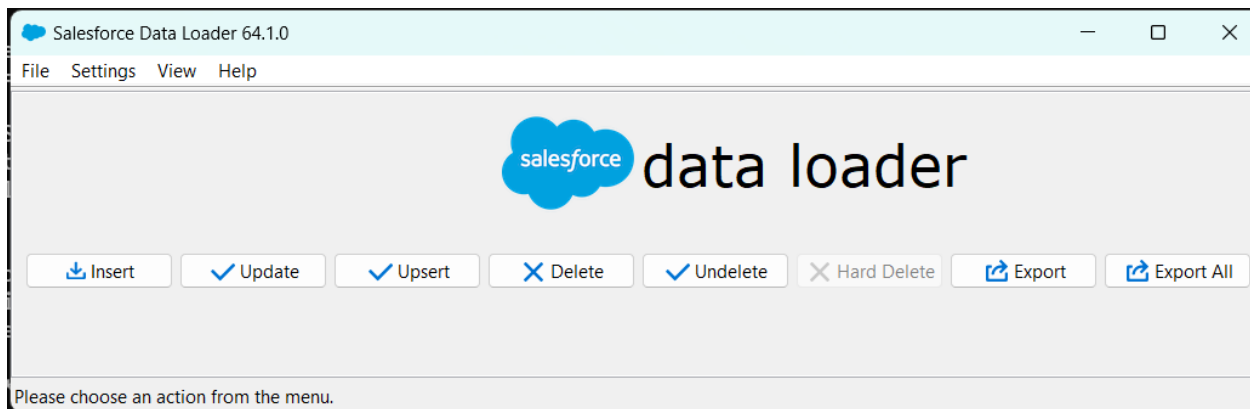 Salesforce Data Loader 64.1.0
File Settings View Help
salesforce data loader
Insert Update Upsert Delete Undelete Hard Delete Export Export All
Please choose an action from the menu.